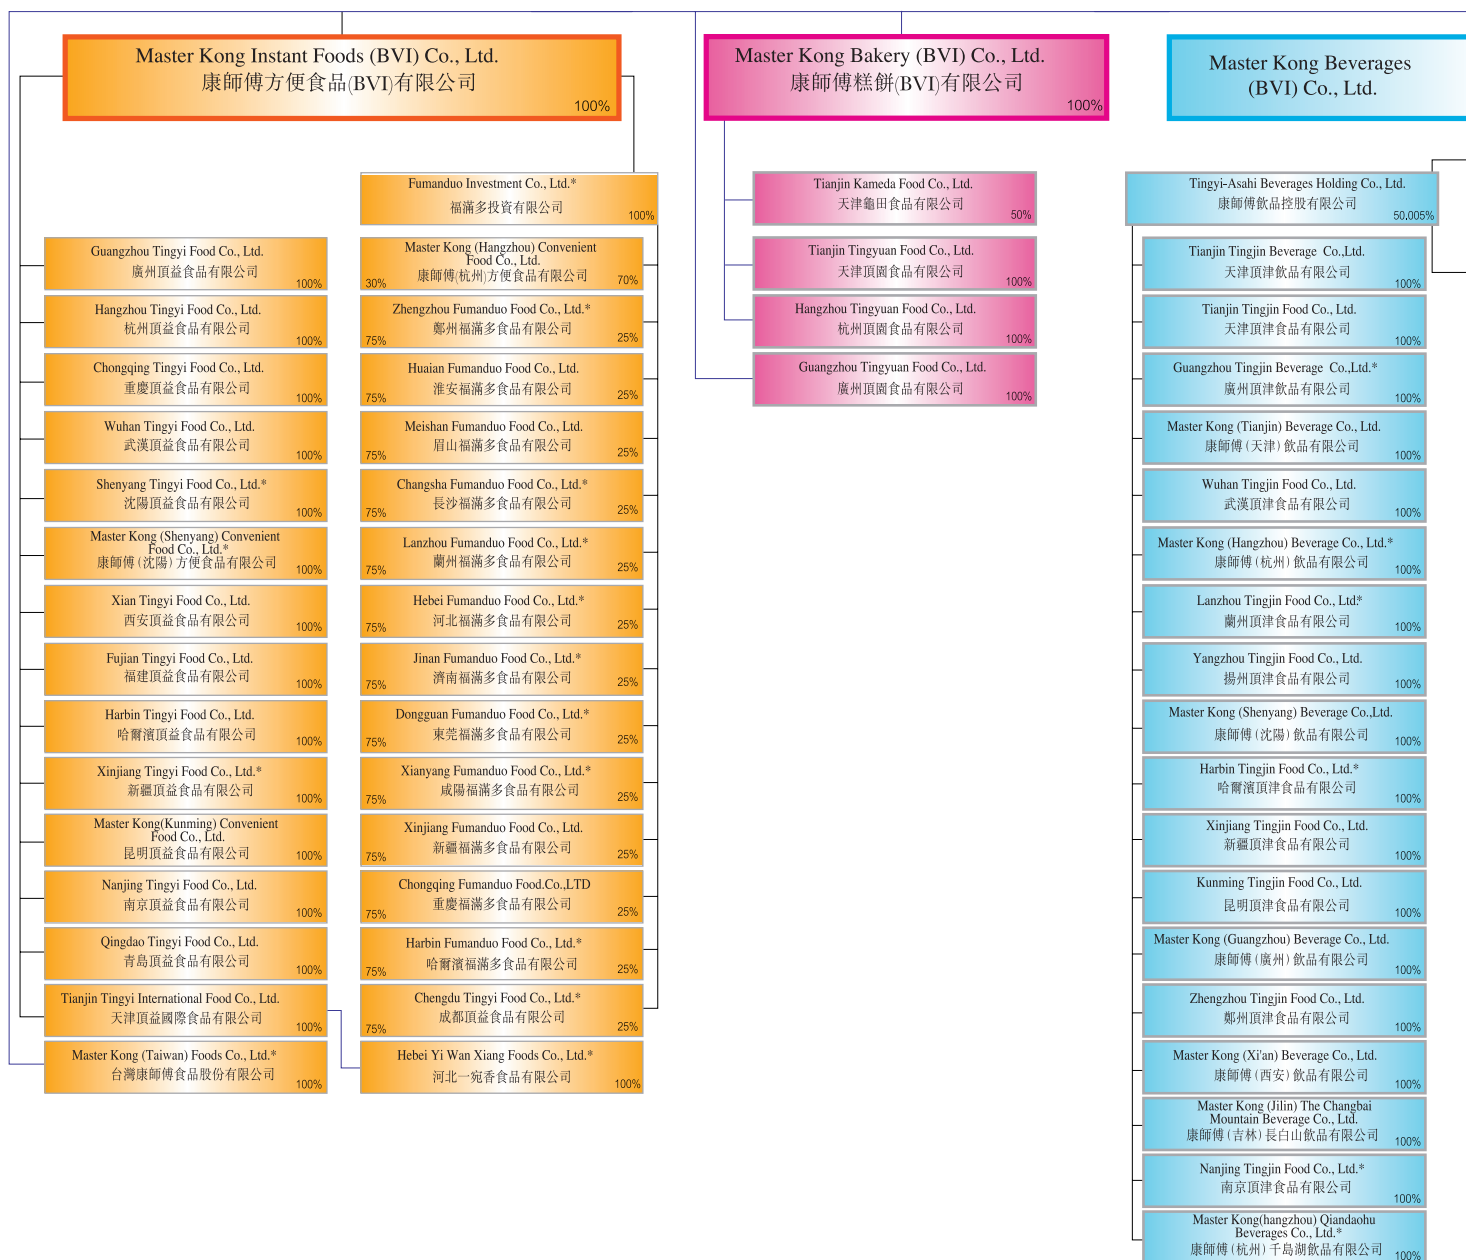 Master Kong Instant Foods (BVI) Co., Ltd.
康師傅方便食品(BVI)有限公司
100%
Master Kong Bakery (BVI) Co., Ltd.
康師傅糕餅(BVI)有限公司
100%
Master Kong Beverages
(BVI) Co., Ltd.
Guangzhou Tingyi Food Co., Ltd.
廣州頂益食品有限公司
100%
Hangzhou Tingyi Food Co., Ltd.
杭州頂益食品有限公司
100%
Chongqing Tingyi Food Co., Ltd.
重慶頂益食品有限公司
100%
Wuhan Tingyi Food Co., Ltd.
武漢頂益食品有限公司
100%
Shenyang Tingyi Food Co., Ltd.*
沈陽頂益食品有限公司
100%
Master Kong (Shenyang) Convenient
Food Co., Ltd.*
康師傅(沈陽)方便食品有限公司
100%
Xian Tingyi Food Co., Ltd.
西安頂益食品有限公司
100%
Fujian Tingyi Food Co., Ltd.
福建頂益食品有限公司
100%
Harbin Tingyi Food Co., Ltd.
哈爾濱頂益食品有限公司
100%
Xinjiang Tingyi Food Co., Ltd.*
新疆頂益食品有限公司
100%
Master Kong(Kunming) Convenient
Food Co., Ltd.
昆明頂益食品有限公司
100%
Nanjing Tingyi Food Co., Ltd.
南京頂益食品有限公司
100%
Qingdao Tingyi Food Co., Ltd.
青島頂益食品有限公司
100%
Tianjin Tingyi International Food Co., Ltd.
天津頂益國際食品有限公司
100%
Master Kong (Taiwan) Foods Co., Ltd.*
台灣康師傅食品股份有限公司
100%
Fumanduo Investment Co., Ltd.*
福滿多投資有限公司
100%
Master Kong (Hangzhou) Convenient
Food Co., Ltd.
康師傅(杭州)方便食品有限公司
30% 70%
Zhengzhou Fumanduo Food Co., Ltd.*
鄭州福滿多食品有限公司
75% 25%
Huaian Fumanduo Food Co., Ltd.
淮安福滿多食品有限公司
75% 25%
Meishan Fumanduo Food Co., Ltd.
眉山福滿多食品有限公司
75% 25%
Changsha Fumanduo Food Co., Ltd.*
長沙福滿多食品有限公司
75% 25%
Lanzhou Fumanduo Food Co., Ltd.*
蘭州福滿多食品有限公司
75% 25%
Hebei Fumanduo Food Co., Ltd.*
河北福滿多食品有限公司
75% 25%
Jinan Fumanduo Food Co., Ltd.*
濟南福滿多食品有限公司
75% 25%
Dongguan Fumanduo Food Co., Ltd.*
東莞福滿多食品有限公司
75% 25%
Xianyang Fumanduo Food Co., Ltd.*
咸陽福滿多食品有限公司
75% 25%
Xinjiang Fumanduo Food Co., Ltd.
新疆福滿多食品有限公司
75% 25%
Chongqing Fumanduo Food.Co.,LTD
重慶福滿多食品有限公司
75% 25%
Harbin Fumanduo Food Co., Ltd.*
哈爾濱福滿多食品有限公司
75% 25%
Chengdu Tingyi Food Co., Ltd.*
成都頂益食品有限公司
75% 25%
Hebei Yi Wan Xiang Foods Co., Ltd.*
河北一宛香食品有限公司
100%
Tianjin Kameda Food Co., Ltd.
天津龜田食品有限公司
50%
Tianjin Tingyuan Food Co., Ltd.
天津頂園食品有限公司
100%
Hangzhou Tingyuan Food Co., Ltd.
杭州頂園食品有限公司
100%
Guangzhou Tingyuan Food Co., Ltd.
廣州頂園食品有限公司
100%
Tingyi-Asahi Beverages Holding Co., Ltd.
康師傅飲品控股有限公司
50.005%
Tianjin Tingjin Beverage Co.,Ltd.
天津頂津飲品有限公司
100%
Tianjin Tingjin Food Co., Ltd.
天津頂津食品有限公司
100%
Guangzhou Tingjin Beverage Co.,Ltd.*
廣州頂津飲品有限公司
100%
Master Kong (Tianjin) Beverage Co., Ltd.
康師傅(天津)飲品有限公司
100%
Wuhan Tingjin Food Co., Ltd.
武漢頂津食品有限公司
100%
Master Kong (Hangzhou) Beverage Co., Ltd.*
康師傅(杭州)飲品有限公司
100%
Lanzhou Tingjin Food Co., Ltd.*
蘭州頂津食品有限公司
100%
Yangzhou Tingjin Food Co., Ltd.
揚州頂津食品有限公司
100%
Master Kong (Shenyang) Beverage Co.,Ltd.
康師傅(沈陽)飲品有限公司
100%
Harbin Tingjin Food Co., Ltd.*
哈爾濱頂津食品有限公司
100%
Xinjiang Tingjin Food Co., Ltd.
新疆頂津食品有限公司
100%
Kunming Tingjin Food Co., Ltd.
昆明頂津食品有限公司
100%
Master Kong (Guangzhou) Beverage Co., Ltd.
康師傅(廣州)飲品有限公司
100%
Zhengzhou Tingjin Food Co., Ltd.
鄭州頂津食品有限公司
100%
Master Kong (Xi'an) Beverage Co., Ltd.
康師傅(西安)飲品有限公司
100%
Master Kong (Jilin) The Changbai
Mountain Beverage Co., Ltd.
康師傅(吉林)長白山飲品有限公司
100%
Nanjing Tingjin Food Co., Ltd.*
南京頂津食品有限公司
100%
Master Kong(hangzhou) Qiandaohu
Beverages Co., Ltd.*
康師傅(杭州)千島湖飲品有限公司
100%